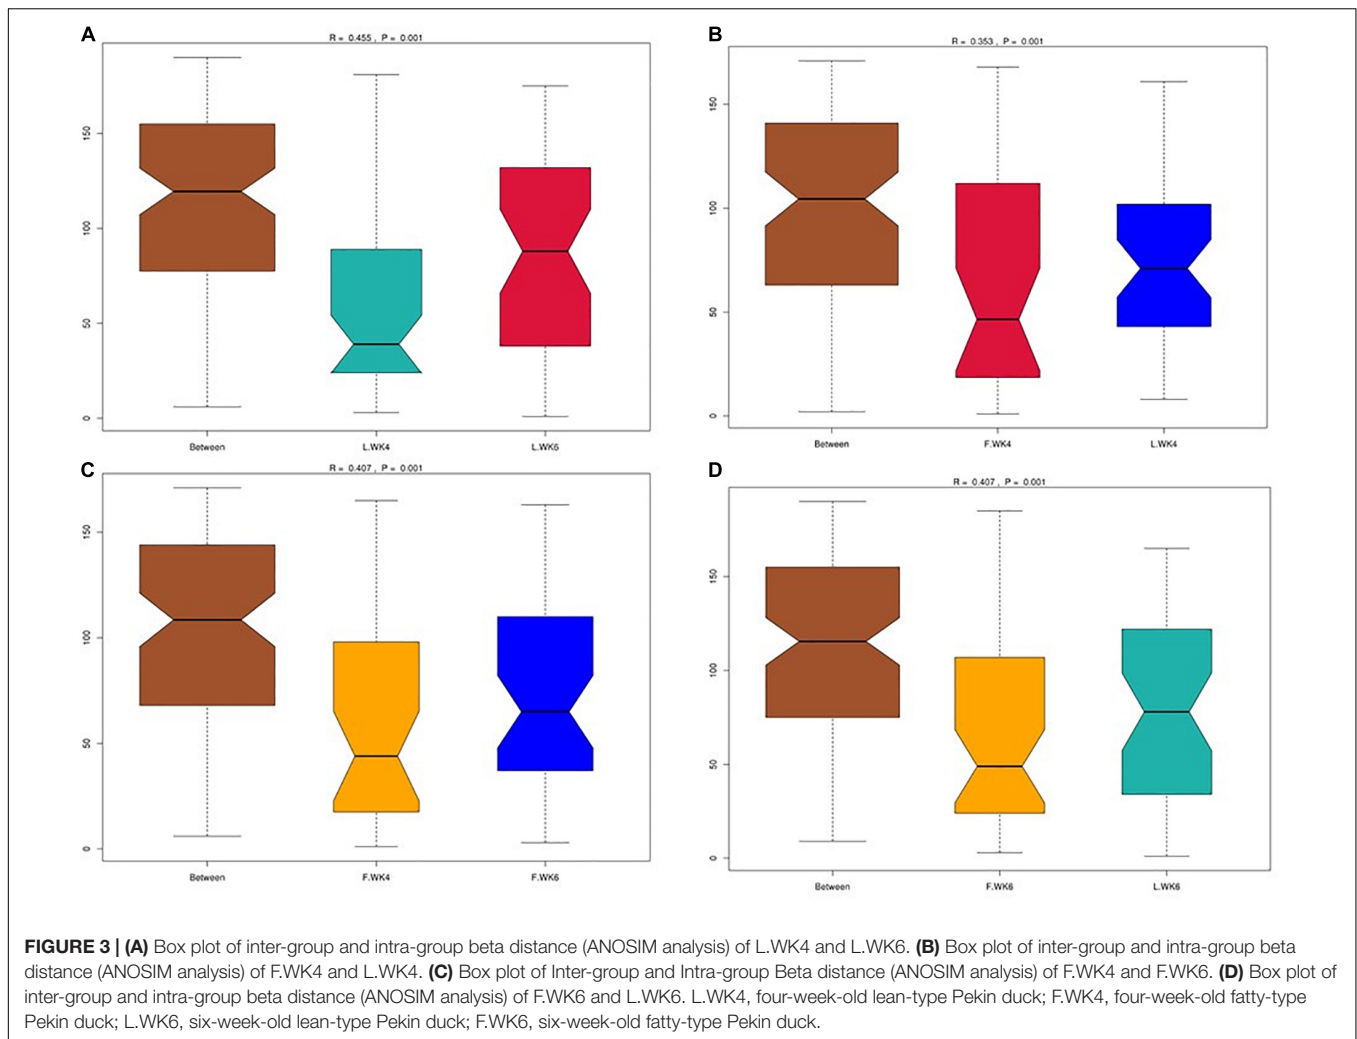 A
R = 0.455 , P = 0.001
150
100
50
0
Between L.WK4 L.WK6
B
R = 0.353 , P = 0.001
150
100
50
0
Between F.WK4 L.WK4
C
R = 0.407 , P = 0.001
150
100
50
0
Between F.WK4 F.WK6
D
R = 0.407 , P = 0.001
150
100
50
0
Between F.WK6 L.WK6
FIGURE 3 | (A) Box plot of inter-group and intra-group beta distance (ANOSIM analysis) of L.WK4 and L.WK6. (B) Box plot of inter-group and intra-group beta
distance (ANOSIM analysis) of F.WK4 and L.WK4. (C) Box plot of Inter-group and Intra-group Beta distance (ANOSIM analysis) of F.WK4 and F.WK6. (D) Box plot of
inter-group and intra-group beta distance (ANOSIM analysis) of F.WK6 and L.WK6. L.WK4, four-week-old lean-type Pekin duck; F.WK4, four-week-old fatty-type
Pekin duck; L.WK6, six-week-old lean-type Pekin duck; F.WK6, six-week-old fatty-type Pekin duck.